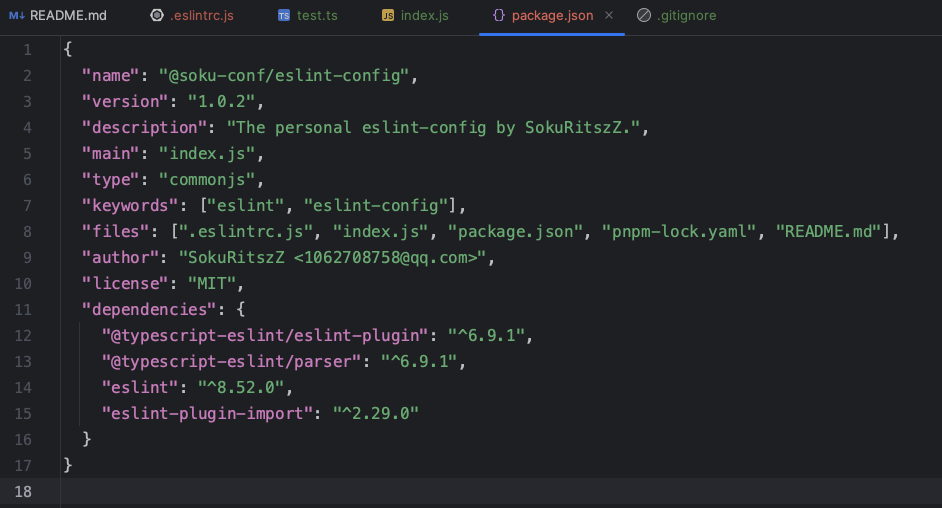 README.md .eslintrc.js test.ts index.js package.json .gitignore
1 {
2 "name": "@soku-conf/eslint-config",
3 "version": "1.0.2",
4 "description": "The personal eslint-config by SokuRitszZ.",
5 "main": "index.js",
6 "type": "commonjs",
7 "keywords": ["eslint", "eslint-config"],
8 "files": [".eslintrc.js", "index.js", "package.json", "pnpm-lock.yaml", "README.md"],
9 "author": "SokuRitszZ <1062708758@qq.com>",
10 "license": "MIT",
11 "dependencies": {
12 "@typescript-eslint/eslint-plugin": "^6.9.1",
13 "@typescript-eslint/parser": "^6.9.1",
14 "eslint": "^8.52.0",
15 "eslint-plugin-import": "^2.29.0"
16 }
17 }
18